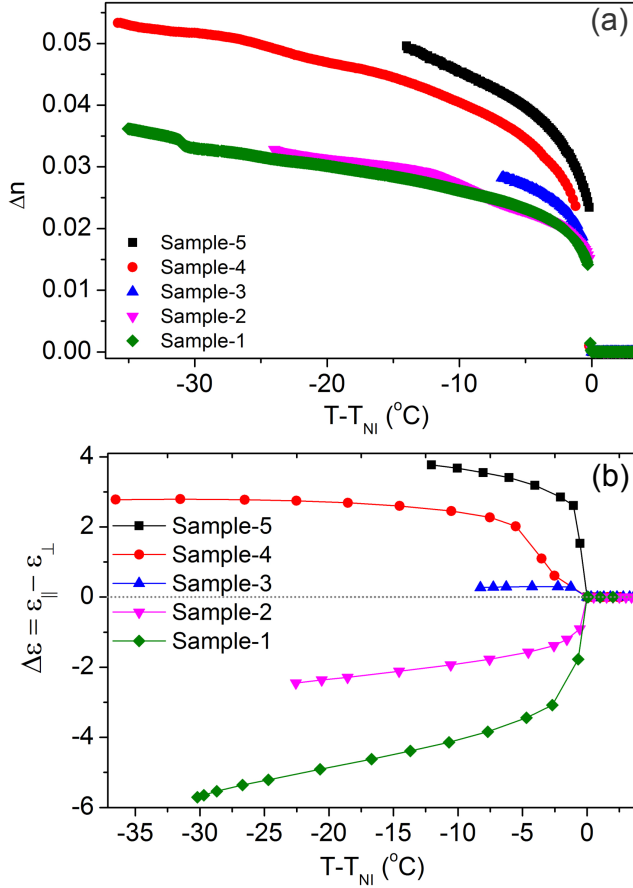 (a)
0.05
0.04
0.03
0.02
0.01
0.00
Δn
Sample-5
Sample-4
Sample-3
Sample-2
Sample-1
-30
-20
-10
0
T-T_NI (°C)
(b)
4
2
0
-2
-4
-6
Δε = ε_|| − ε_⊥
Sample-5
Sample-4
Sample-3
Sample-2
Sample-1
-35
-30
-25
-20
-15
-10
-5
0
T-T_NI (°C)